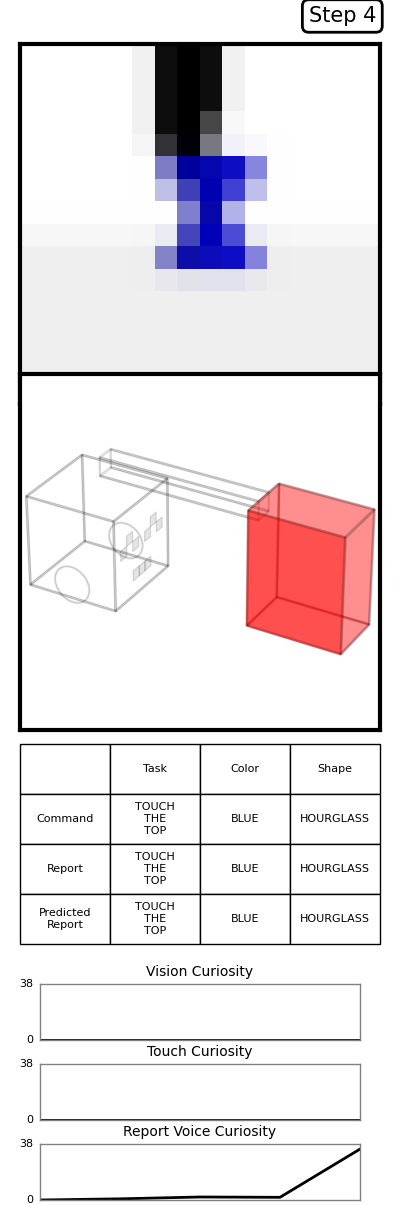 Step 4
Task Color Shape
Command TOUCH THE TOP BLUE HOURGLASS
Report TOUCH THE TOP BLUE HOURGLASS
Predicted Report TOUCH THE TOP BLUE HOURGLASS
Vision Curiosity
38
0
Touch Curiosity
38
0
Report Voice Curiosity
38
0